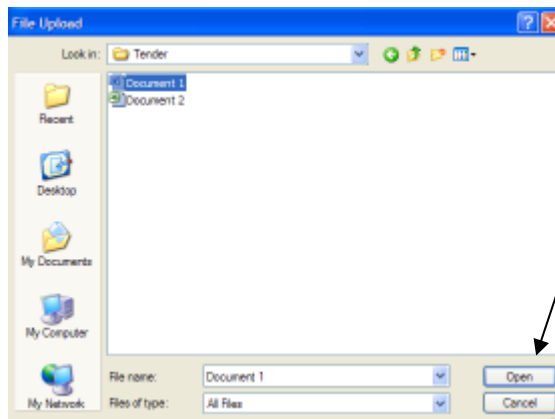 File Upload
Look in: Tender
Document 1
Document 2
Recent
Desktop
My Documents
My Computer
My Network
File name: Document 1 Open
Files of type: All Files Cancel